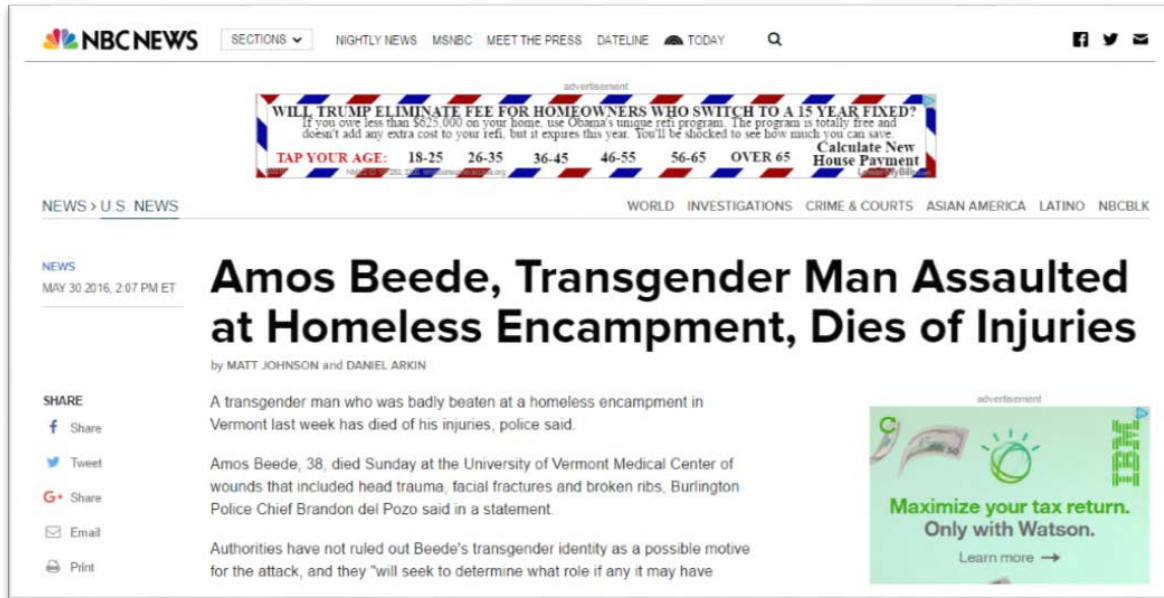 NBC NEWS SECTIONS NIGHTLY NEWS MSNBC MEET THE PRESS DATELINE TODAY
advertisement
WILL TRUMP ELIMINATE FEE FOR HOMEOWNERS WHO SWITCH TO A 15 YEAR FIXED?
If you owe less than $625,000 on your home, use Obama's unique refi program. The program is totally free and
doesn't add any extra cost to your refi, but it expires this year. You'll be shocked to see how much you can save.
TAP YOUR AGE: 18-25 26-35 36-45 46-55 56-65 OVER 65 Calculate New
House Payment
NEWS > U.S. NEWS
WORLD INVESTIGATIONS CRIME & COURTS ASIAN AMERICA LATINO NBCBLK
NEWS
MAY 30 2016, 2:07 PM ET
Amos Beede, Transgender Man Assaulted
at Homeless Encampment, Dies of Injuries
by MATT JOHNSON and DANIEL ARKIN
SHARE
Share
Tweet
G+ Share
Email
Print
A transgender man who was badly beaten at a homeless encampment in
Vermont last week has died of his injuries, police said.
Amos Beede, 38, died Sunday at the University of Vermont Medical Center of
wounds that included head trauma, facial fractures and broken ribs, Burlington
Police Chief Brandon del Pozo said in a statement.
Authorities have not ruled out Beede's transgender identity as a possible motive
for the attack, and they "will seek to determine what role if any it may have
advertisement
IBM
Maximize your tax return.
Only with Watson.
Learn more →